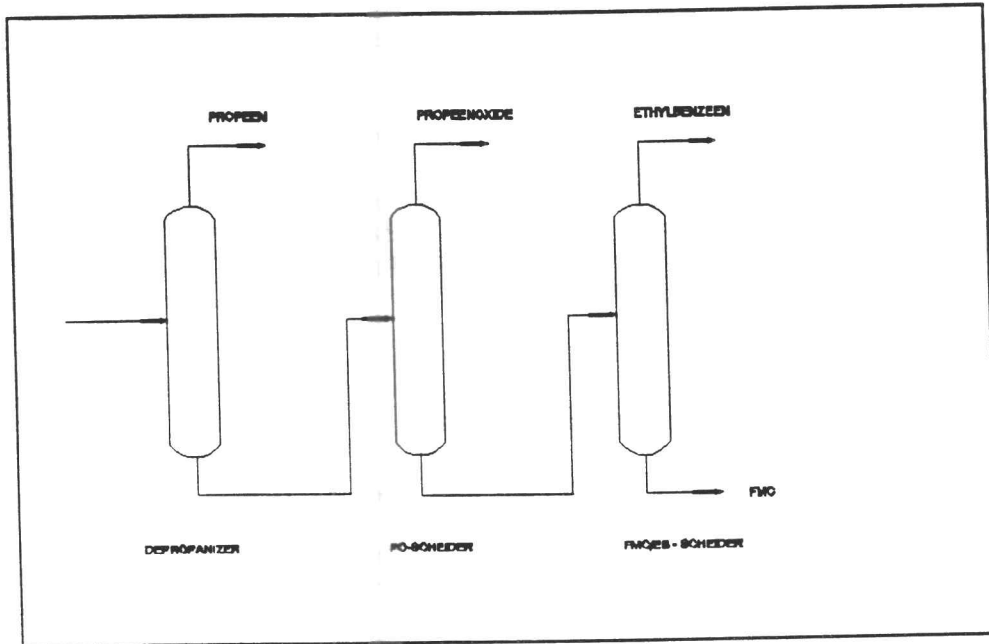 PROPEEN
PROPEENOXIDE
ETHYLBENZEEN
FMC
DEPROPANIZER
PO-SCHEIDER
FMC/EB - SCHEIDER